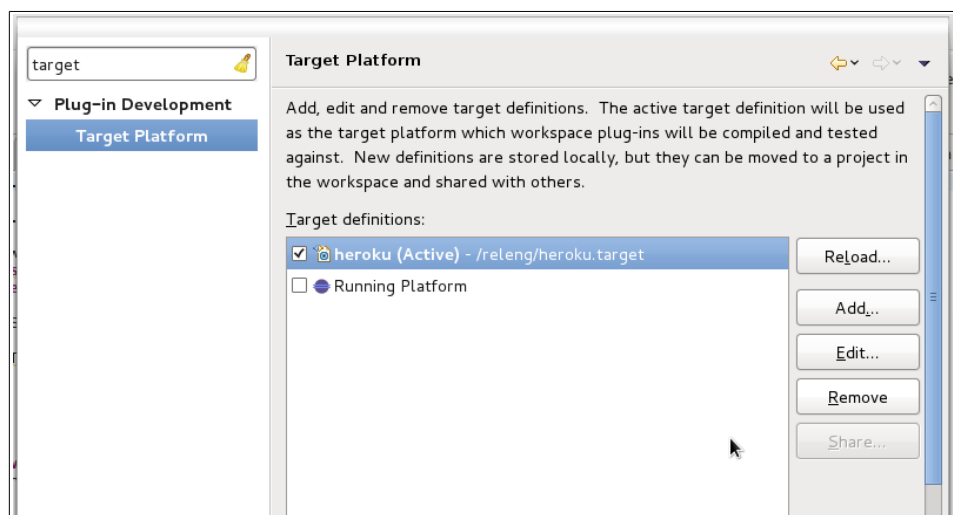 target
Plug-in Development
Target Platform
Target Platform
Add, edit and remove target definitions. The active target definition will be used
as the target platform which workspace plug-ins will be compiled and tested
against. New definitions are stored locally, but they can be moved to a project in
the workspace and shared with others.
Target definitions:
heroku (Active) - /releng/heroku.target
Running Platform
Reload...
Add...
Edit...
Remove
Share...